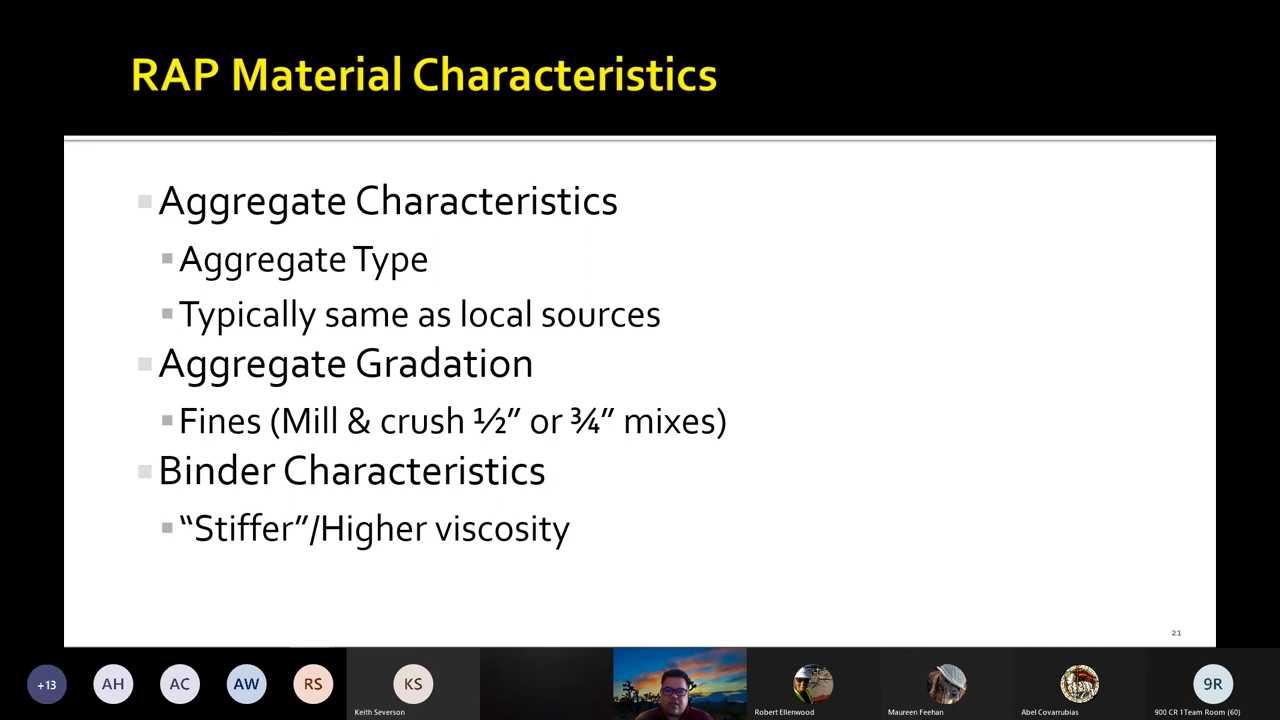 RAP Material Characteristics
Aggregate Characteristics
Aggregate Type
Typically same as local sources
Aggregate Gradation
Fines (Mill & crush ½” or ¾” mixes)
Binder Characteristics
“Stiffer”/Higher viscosity
21
+13
AH
AC
AW
RS
KS
9R
Keith Severson
Robert Ellenwood
Maureen Feehan
Abel Covarrubias
900 CR 1Team Room (60)